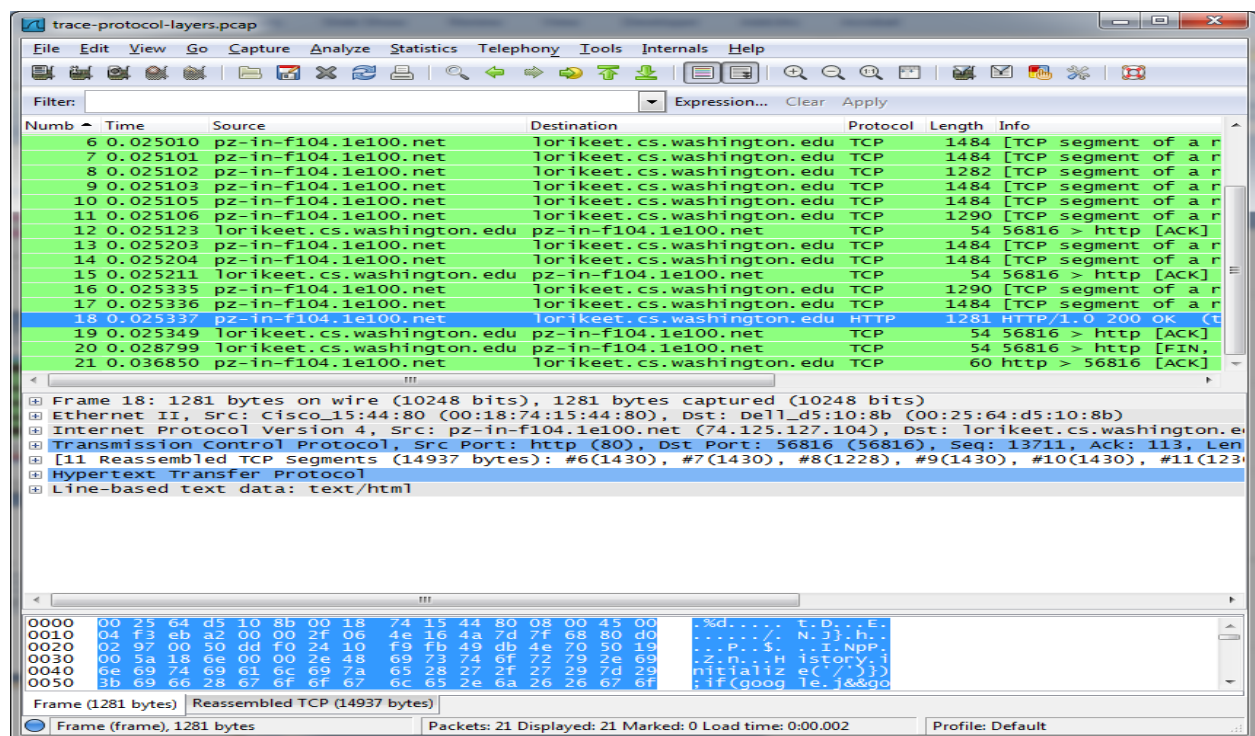 trace-protocol-layers.pcap
File Edit View Go Capture Analyze Statistics Telephony Tools Internals Help
Filter: Expression... Clear Apply
Numb Time Source Destination Protocol Length Info
6 0.025010 pz-in-f104.1e100.net lorikeet.cs.washington.edu TCP 1484 [TCP segment of a r
7 0.025101 pz-in-f104.1e100.net lorikeet.cs.washington.edu TCP 1484 [TCP segment of a r
8 0.025102 pz-in-f104.1e100.net lorikeet.cs.washington.edu TCP 1282 [TCP segment of a r
9 0.025103 pz-in-f104.1e100.net lorikeet.cs.washington.edu TCP 1484 [TCP segment of a r
10 0.025105 pz-in-f104.1e100.net lorikeet.cs.washington.edu TCP 1484 [TCP segment of a r
11 0.025106 pz-in-f104.1e100.net lorikeet.cs.washington.edu TCP 1290 [TCP segment of a r
12 0.025123 lorikeet.cs.washington.edu pz-in-f104.1e100.net TCP 54 56816 > http [ACK]
13 0.025203 pz-in-f104.1e100.net lorikeet.cs.washington.edu TCP 1484 [TCP segment of a r
14 0.025204 pz-in-f104.1e100.net lorikeet.cs.washington.edu TCP 1484 [TCP segment of a r
15 0.025211 lorikeet.cs.washington.edu pz-in-f104.1e100.net TCP 54 56816 > http [ACK]
16 0.025335 pz-in-f104.1e100.net lorikeet.cs.washington.edu TCP 1290 [TCP segment of a r
17 0.025336 pz-in-f104.1e100.net lorikeet.cs.washington.edu TCP 1484 [TCP segment of a r
18 0.025337 pz-in-f104.1e100.net lorikeet.cs.washington.edu HTTP 1281 HTTP/1.0 200 OK (t
19 0.025349 lorikeet.cs.washington.edu pz-in-f104.1e100.net TCP 54 56816 > http [ACK]
20 0.028799 lorikeet.cs.washington.edu pz-in-f104.1e100.net TCP 54 56816 > http [FIN,
21 0.036850 pz-in-f104.1e100.net lorikeet.cs.washington.edu TCP 60 http > 56816 [ACK]
Frame 18: 1281 bytes on wire (10248 bits), 1281 bytes captured (10248 bits)
Ethernet II, Src: Cisco_15:44:80 (00:18:74:15:44:80), Dst: Dell_d5:10:8b (00:25:64:d5:10:8b)
Internet Protocol Version 4, Src: pz-in-f104.1e100.net (74.125.127.104), Dst: lorikeet.cs.washington.e
Transmission Control Protocol, Src Port: http (80), Dst Port: 56816 (56816), Seq: 13711, Ack: 113, Len
[11 Reassembled TCP Segments (14937 bytes): #6(1430), #7(1430), #8(1228), #9(1430), #10(1430), #11(123
Hypertext Transfer Protocol
Line-based text data: text/html
0000 00 25 64 d5 10 8b 00 18 74 15 44 80 08 00 45 00 .%d..... t.D...E.
0010 04 f3 eb a2 00 00 2f 06 4e 16 4a 7d 7f 68 80 d0 ....../. N.J}.h..
0020 02 97 00 50 dd f0 24 10 f9 fb 49 db 4e 70 50 19 ...P..$. ..I.NpP.
0030 00 5a 18 6e 00 00 2e 48 69 73 74 6f 72 79 2e 69 .Z.n...H istory.i
0040 6e 69 74 69 61 6c 69 7a 65 28 27 2f 27 29 7d 29 nitializ e('/')})
0050 3b 69 66 28 67 6f 6f 67 6c 65 2e 6a 26 26 67 6f ;if(goog le.j&&go
Frame (1281 bytes) Reassembled TCP (14937 bytes)
Frame (frame), 1281 bytes Packets: 21 Displayed: 21 Marked: 0 Load time: 0:00.002 Profile: Default